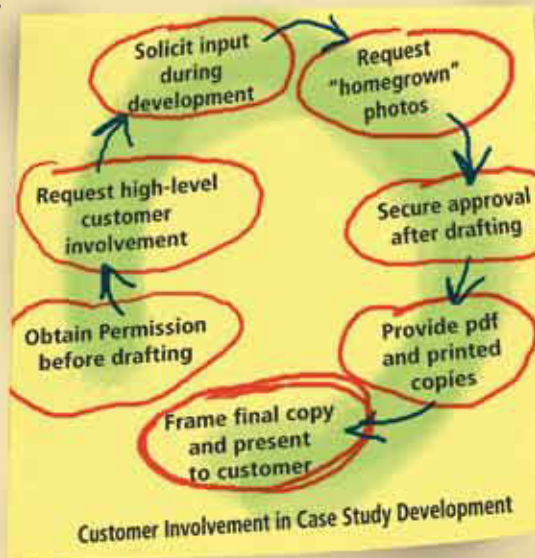 Solicit input
during
development
Request
"homegrown"
photos
Request high-level
customer
involvement
Secure approval
after drafting
Obtain Permission
before drafting
Provide pdf
and printed
copies
Frame final copy
and present
to customer
Customer Involvement in Case Study Development